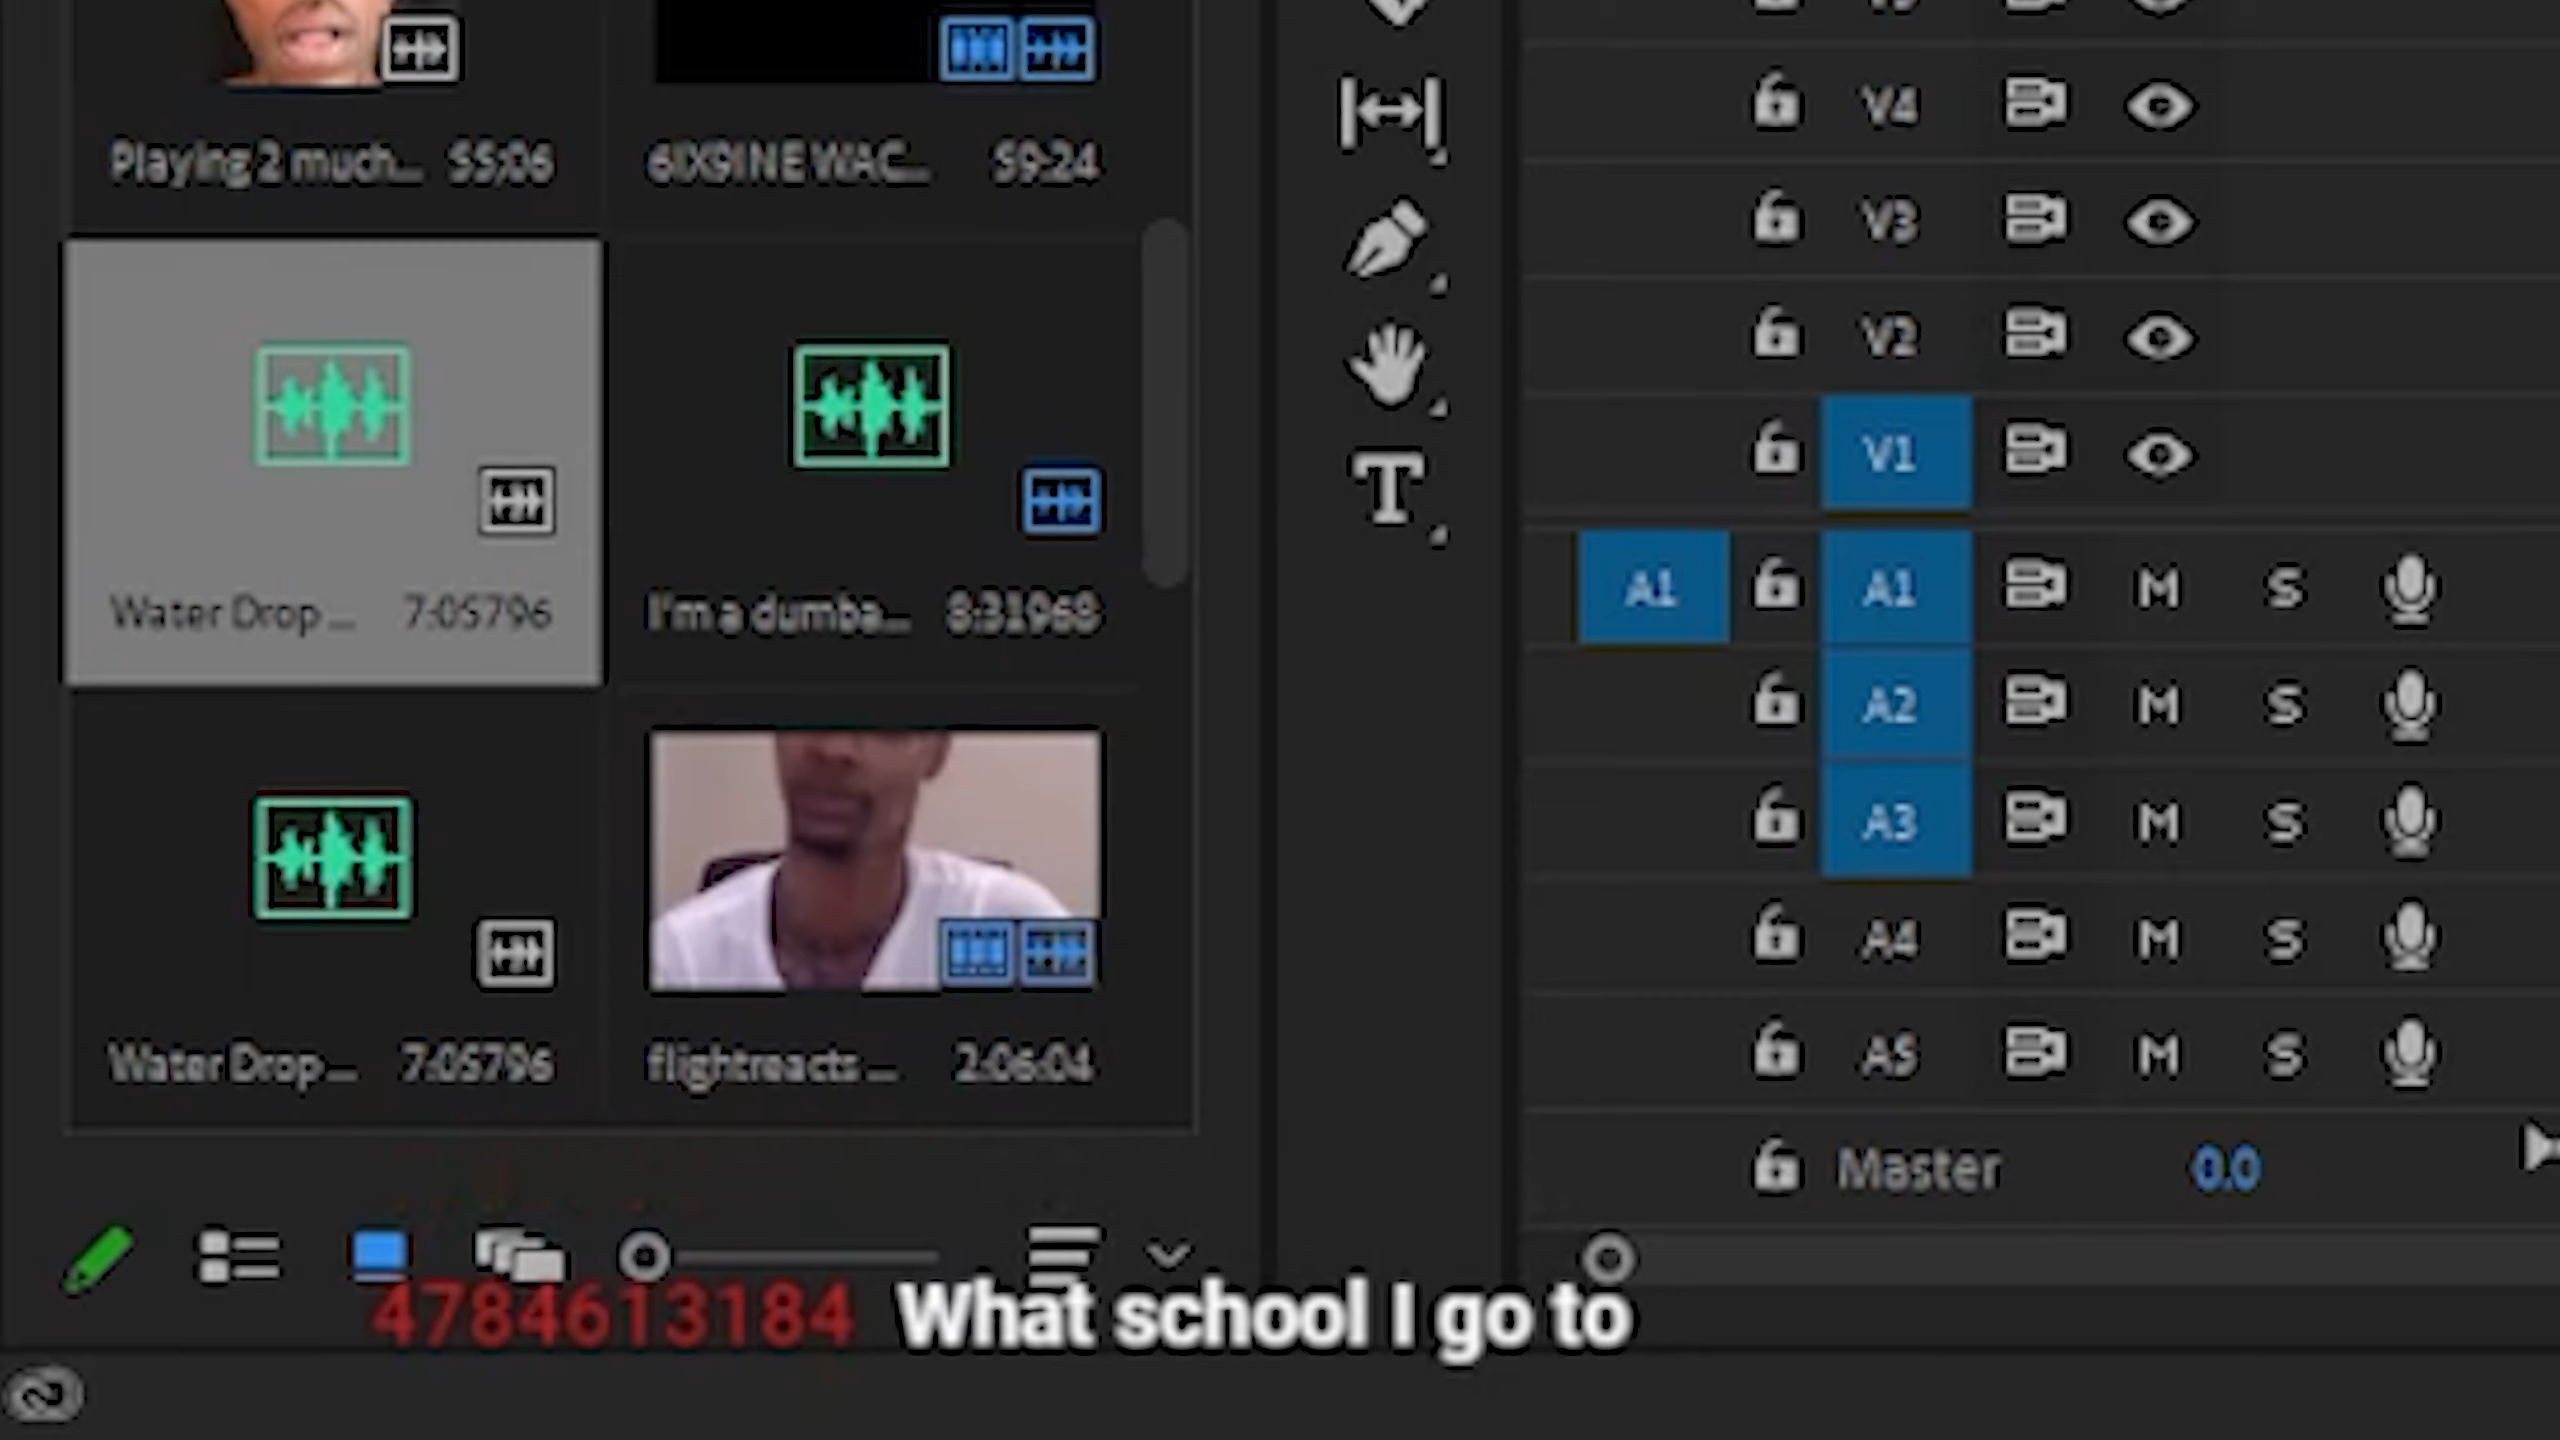 Playing 2 much... 55;06
6IX9INE WAC... 59:24
Water Drop... 7:05796
I'm a dumba... 8:31968
Water Drop... 7:05796
flightreacts... 2:06:04
V4
V3
V2
V1
A1 A1 M S
A2 M S
A3 M S
A4 M S
A5 M S
Master 0.0
4784613184 What school I go to